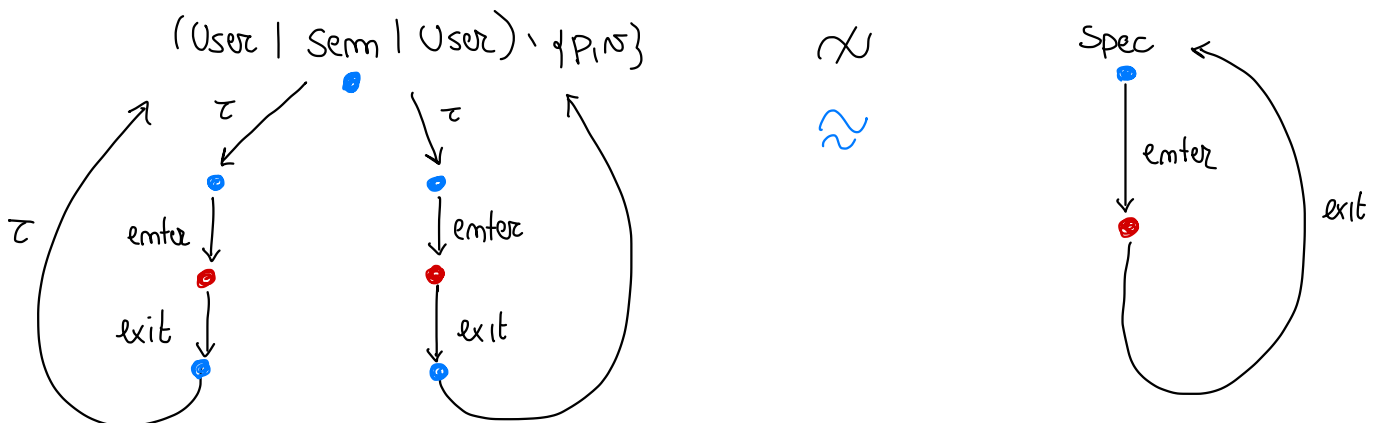 (User | Sem | User) \ {p,v} ≁ Spec
τ τ ≈
enter
τ enter enter exit
exit exit